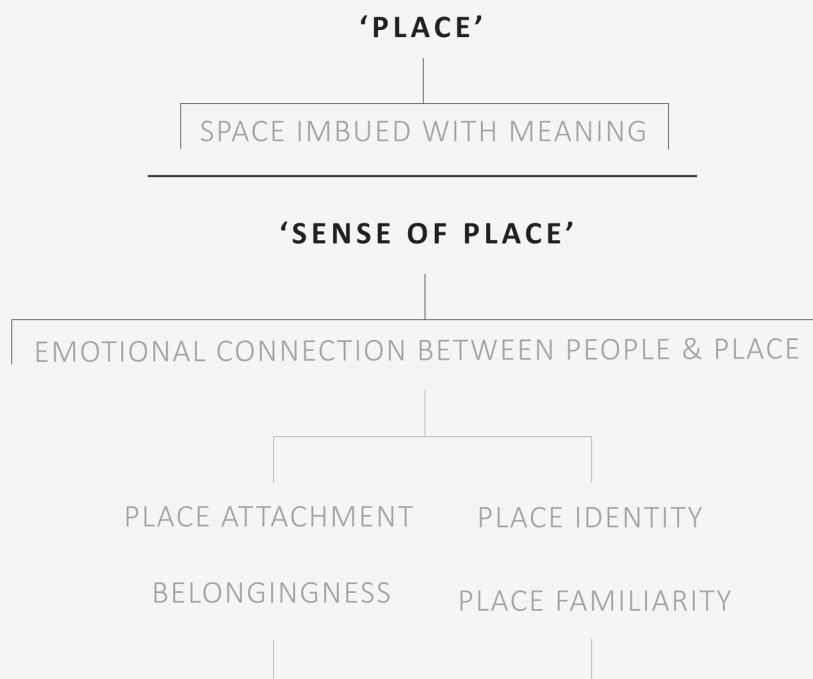 ‘PLACE’
SPACE IMBUED WITH MEANING
‘SENSE OF PLACE’
EMOTIONAL CONNECTION BETWEEN PEOPLE & PLACE
PLACE ATTACHMENT
PLACE IDENTITY
BELONGINGNESS
PLACE FAMILIARITY